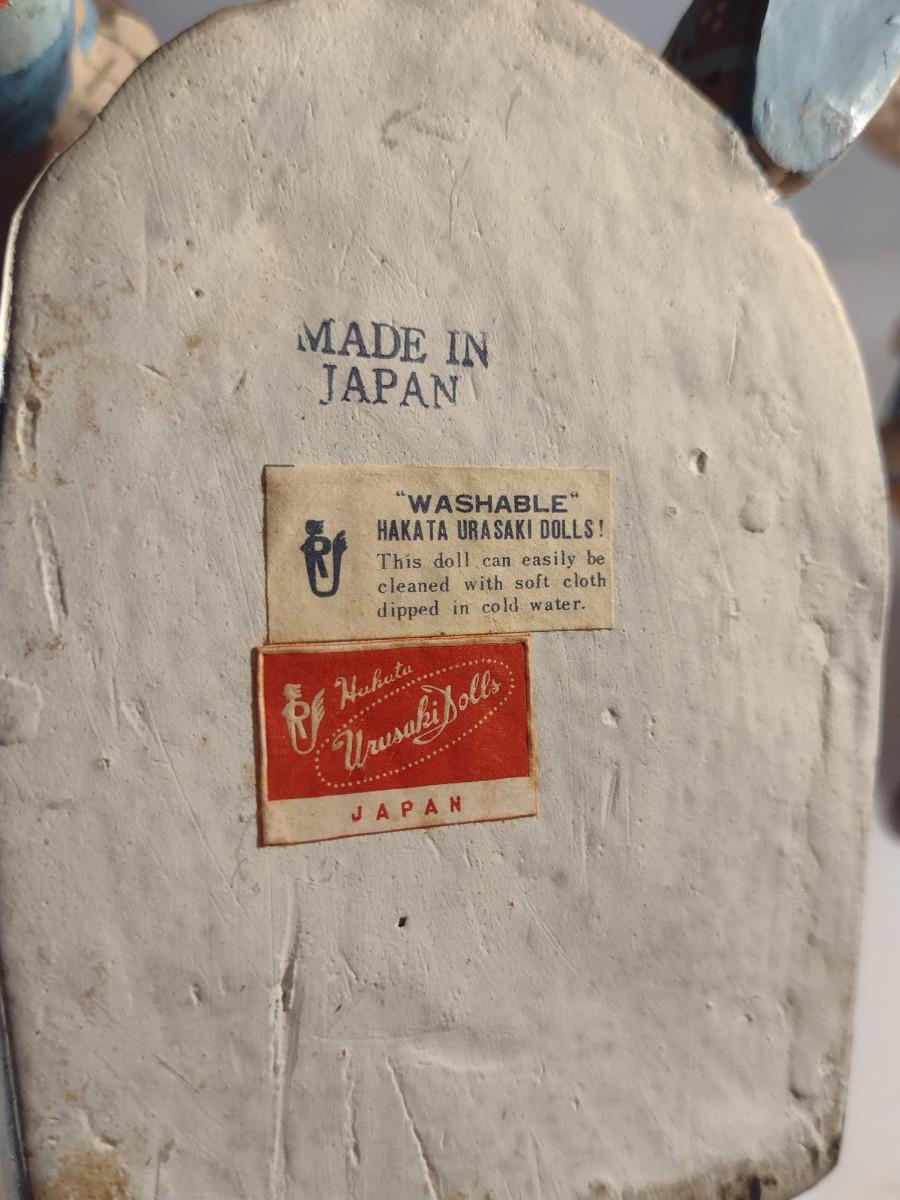 MADE IN
JAPAN
“WASHABLE“
HAKATA URASAKI DOLLS!
This doll can easily be
cleaned with soft cloth
dipped in cold water.
Hakata
Urasaki Dolls
JAPAN